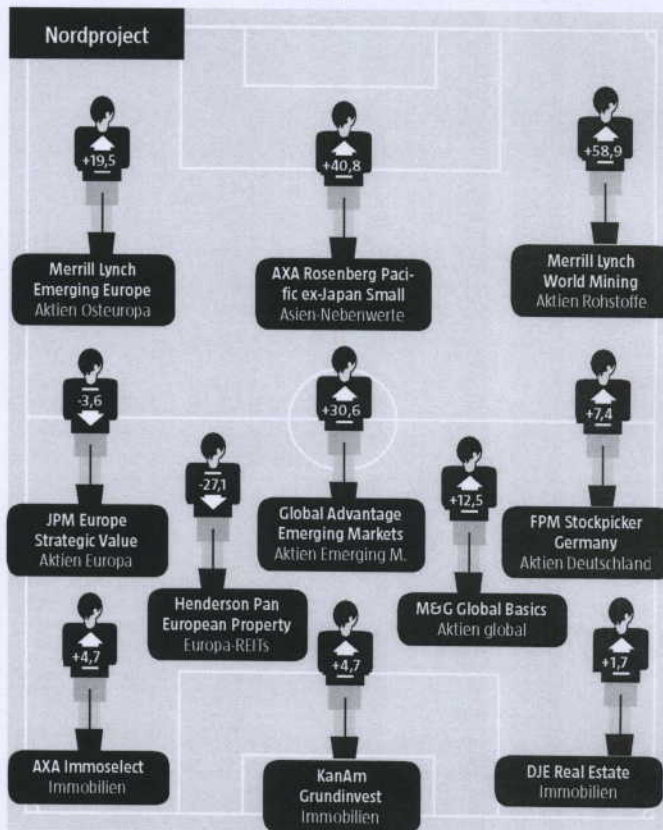 Nordproject
+19,5
Merrill Lynch
Emerging Europe
Aktien Osteuropa
+40,8
AXA Rosenberg Paci-
fic ex-Japan Small
Asien-Nebenwerte
+58,9
Merrill Lynch
World Mining
Aktien Rohstoffe
-3,6
JPM Europe
Strategic Value
Aktien Europa
-27,1
Henderson Pan
European Property
Europa-REITs
+30,6
Global Advantage
Emerging Markets
Aktien Emerging M.
+12,5
M&G Global Basics
Aktien global
+7,4
FPM Stockpicker
Germany
Aktien Deutschland
+4,7
AXA Immoselect
Immobilien
+4,7
KanAm
Grundinvest
Immobilien
+1,7
DJE Real Estate
Immobilien